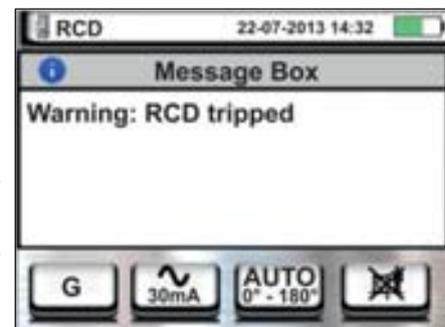 RCD 22-07-2013 14:32
Message Box
Warning: RCD tripped
G 30mA AUTO
0° - 180°